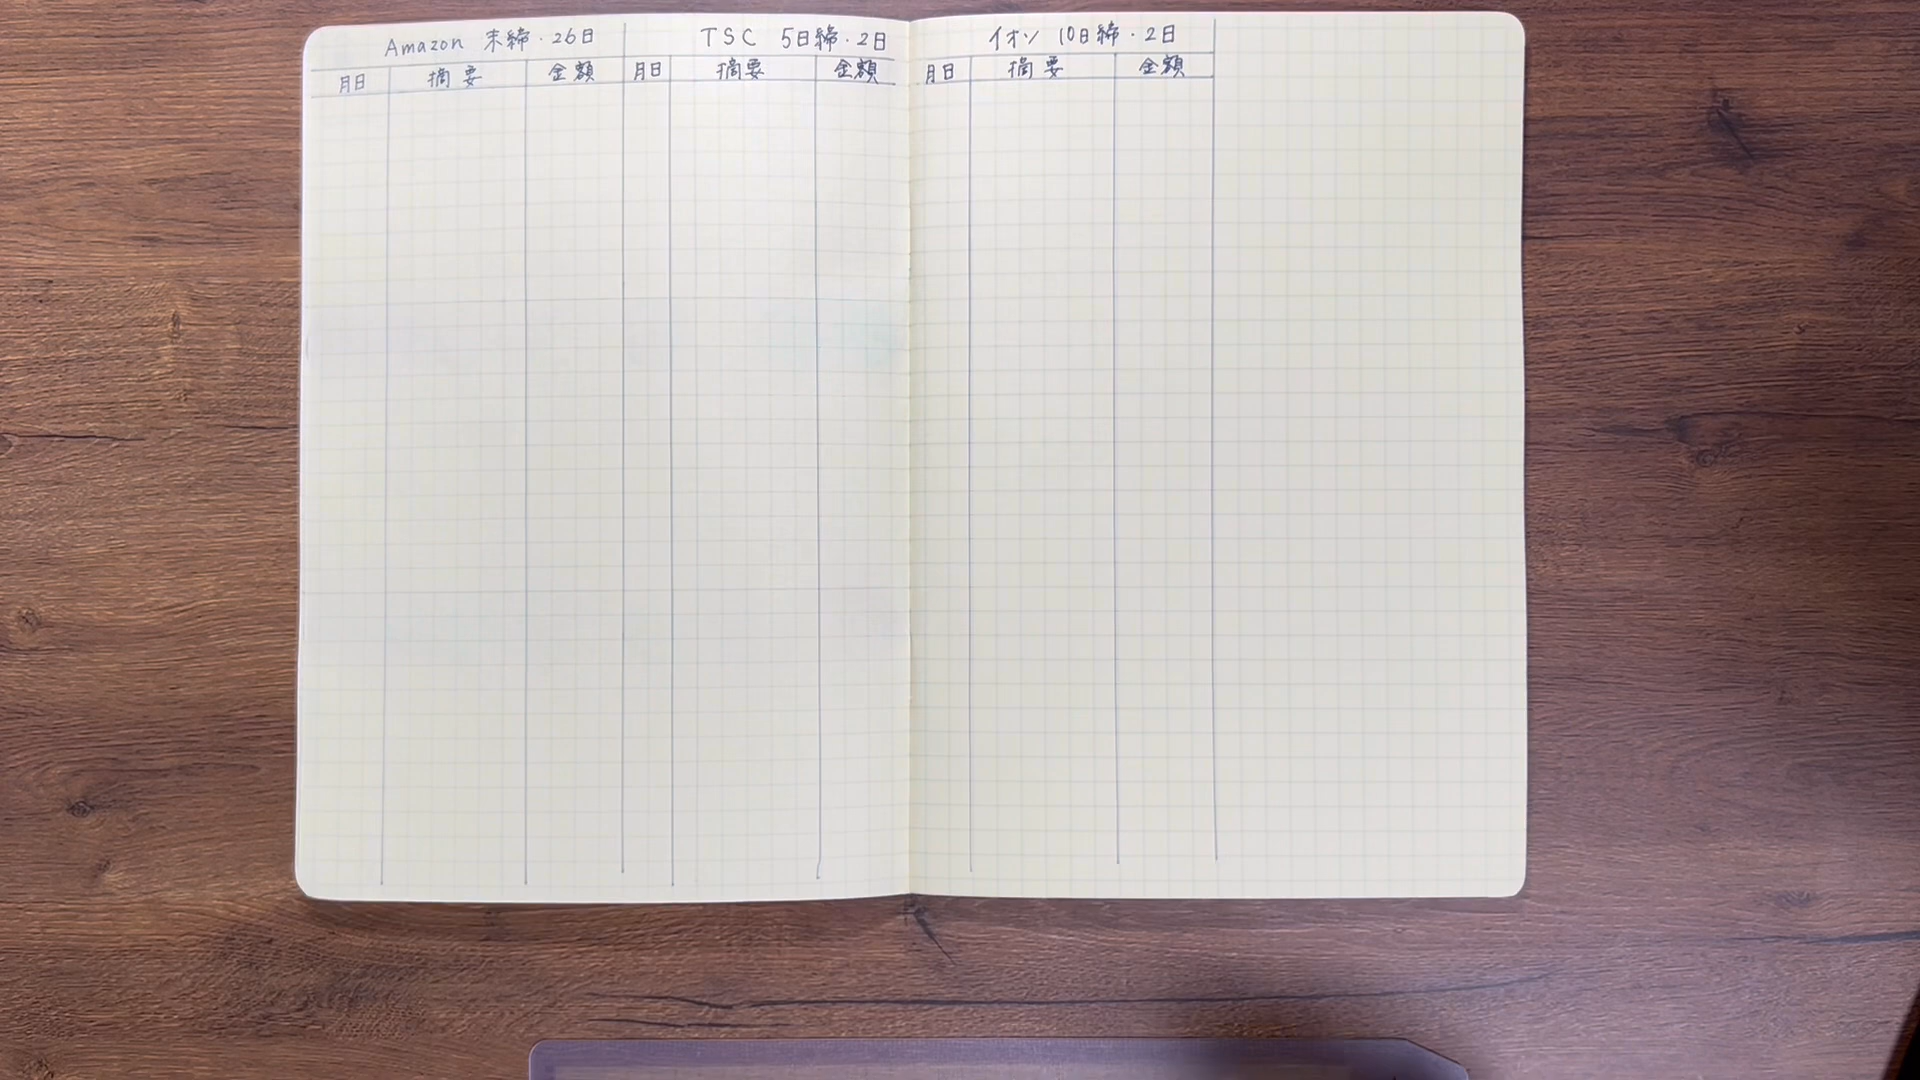 Amazon 末締・26日
TSC 5日締・2日
イオン 10日締・2日
月日 摘要 金額 月日 摘要 金額 月日 摘要 金額